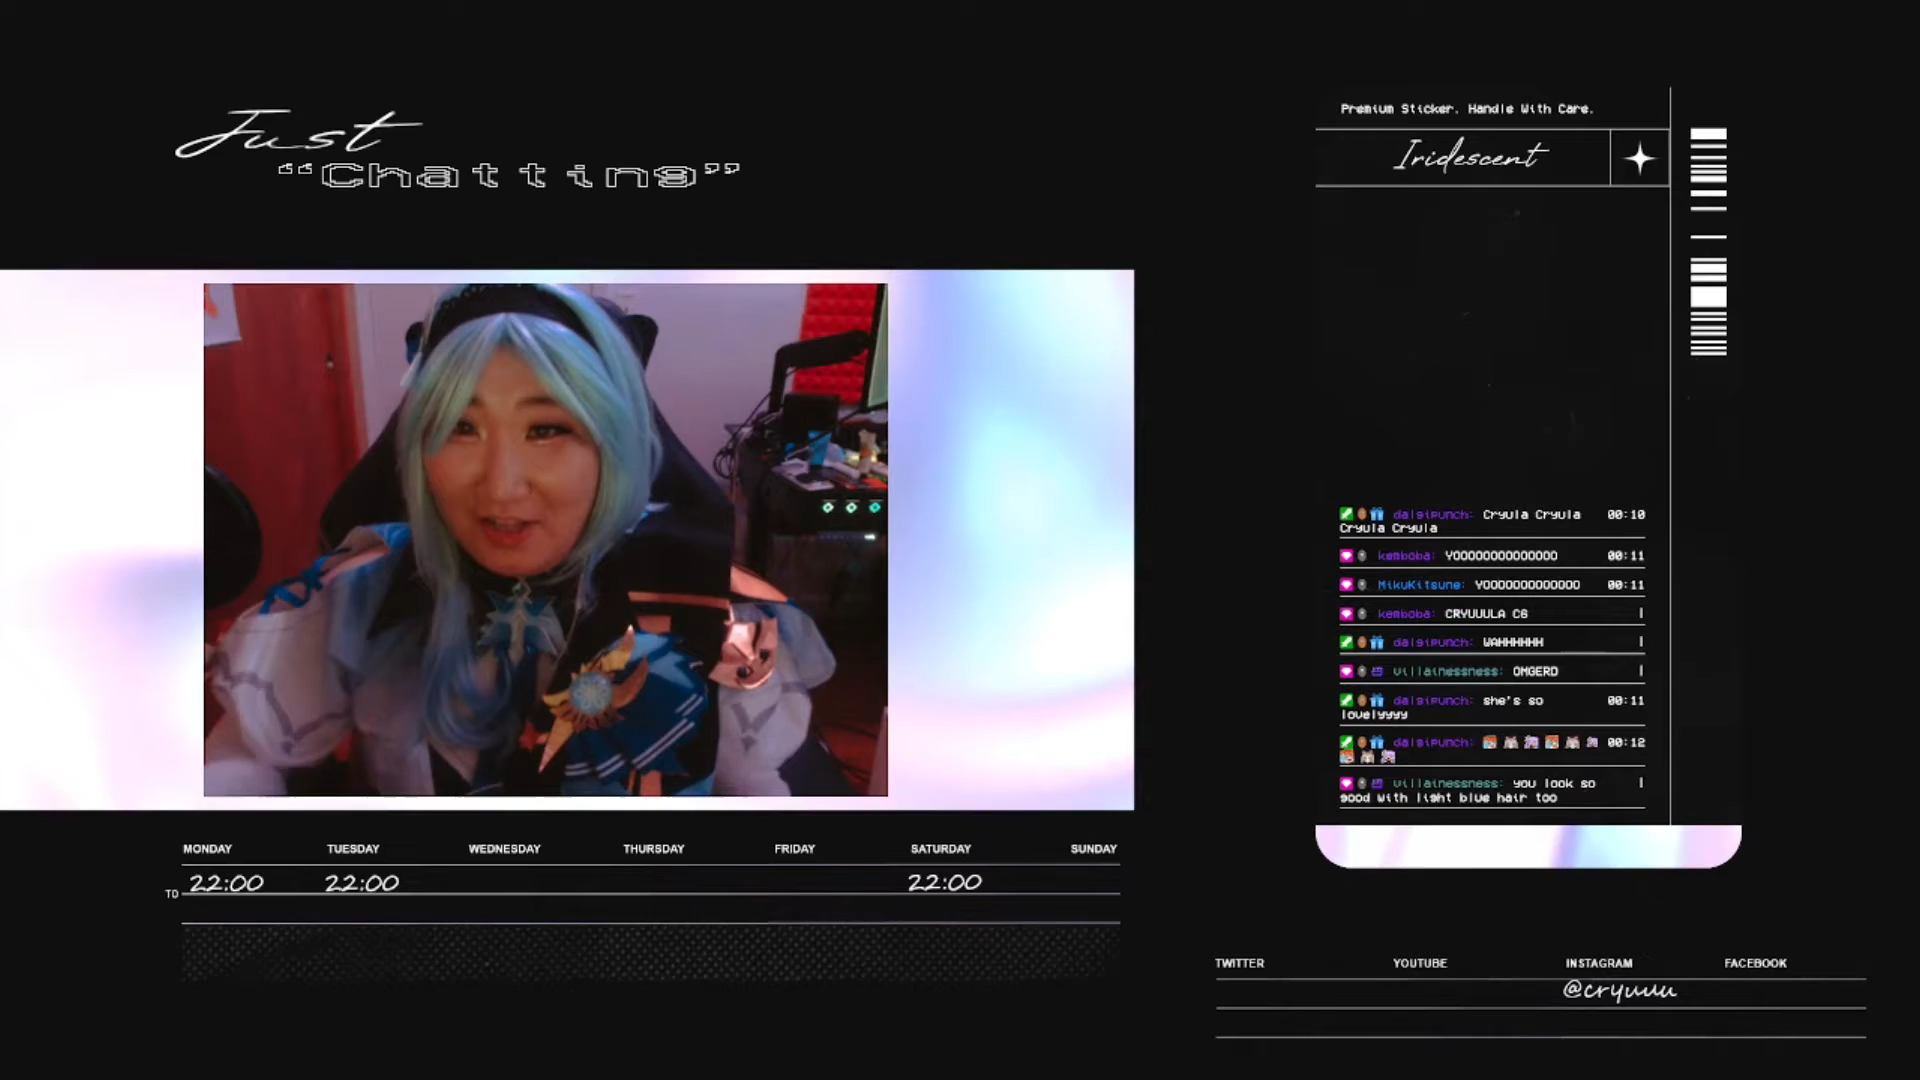 Just
“Chatting”
Premium Sticker. Handle With Care.
Iridescent
daisipunch: Cryula Cryula 00:10
Cryula Cryula
kemboba: YOOOOOOOOOOOOOO 00:11
MikuKitsune: YOOOOOOOOOOOOO 00:11
kemboba: CRYUUULA C6
daisipunch: WAHHHHHH
villainessness: OMGERD
daisipunch: she's so 00:11
lovelyyyy
daisipunch: 00:12
villainessness: you look so
good with light blue hair too
MONDAY TUESDAY WEDNESDAY THURSDAY FRIDAY SATURDAY SUNDAY
22:00 22:00 22:00
TO
TWITTER YOUTUBE INSTAGRAM FACEBOOK
@cryuuu